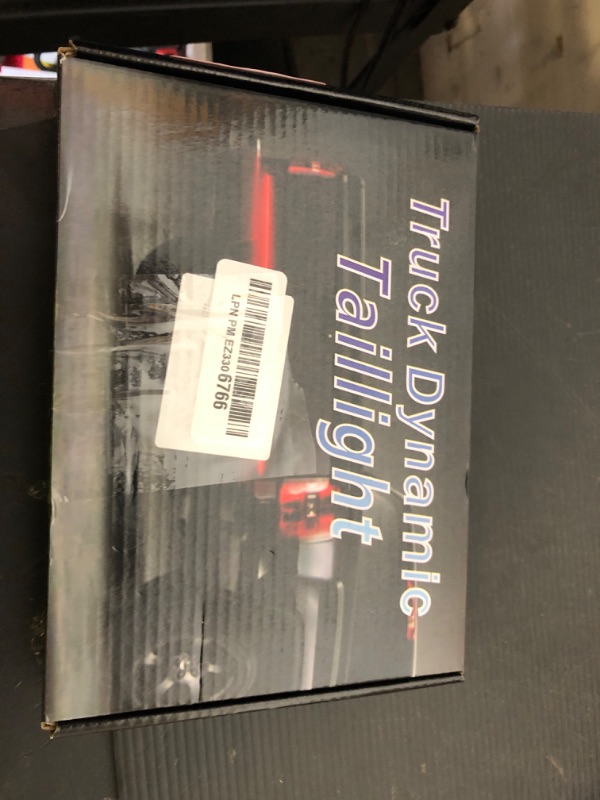 Truck Dynamic
Taillight
LPN PM EZ330 6766